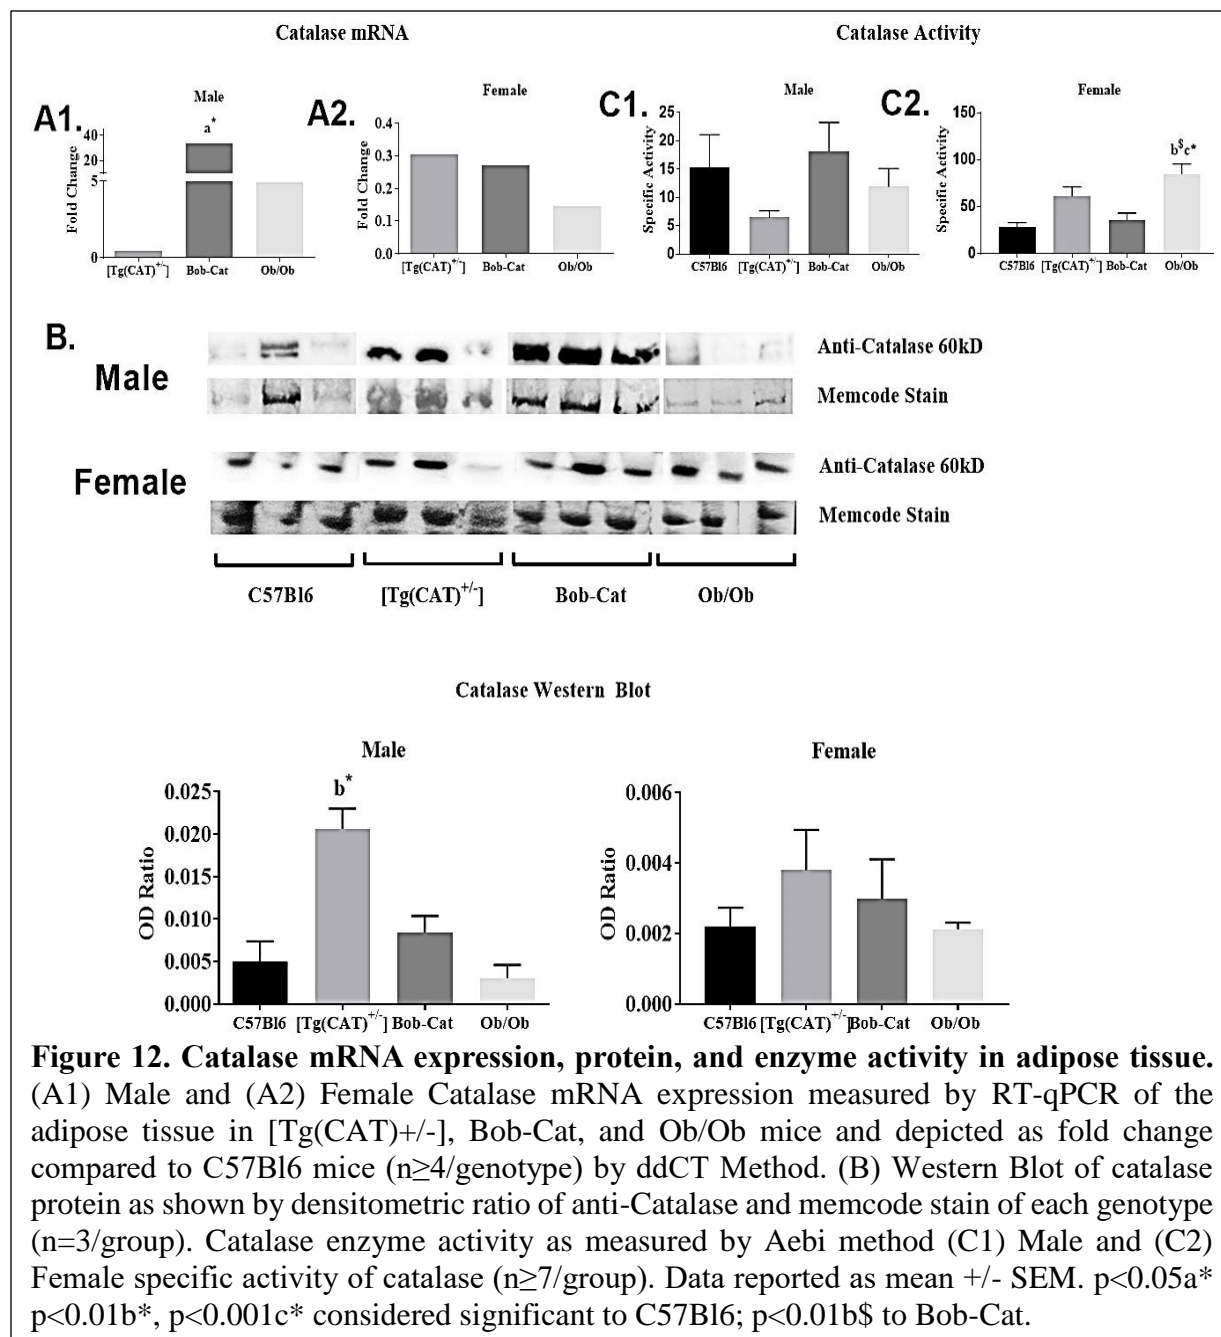 Catalase mRNA
Catalase Activity
A1.
Male
a*
Fold Change
40
20
5
0
[Tg(CAT)+/-]
Bob-Cat
Ob/Ob
A2.
Female
Fold Change
0.4
0.3
0.2
0.1
0.0
[Tg(CAT)+/-]
Bob-Cat
Ob/Ob
C1.
Male
Specific Activity
25
20
15
10
5
0
C57Bl6
[Tg(CAT)+/-]
Bob-Cat
Ob/Ob
C2.
Female
b$c*
Specific Activity
150
100
50
0
C57Bl6
[Tg(CAT)+/-]
Bob-Cat
Ob/Ob
B.
Male
Anti-Catalase 60kD
Memcode Stain
Female
Anti-Catalase 60kD
Memcode Stain
C57Bl6
[Tg(CAT)+/-]
Bob-Cat
Ob/Ob
Catalase Western Blot
Male
b*
OD Ratio
0.025
0.020
0.015
0.010
0.005
0.000
C57Bl6
[Tg(CAT)+/-]
Bob-Cat
Ob/Ob
Female
OD Ratio
0.006
0.004
0.002
0.000
C57Bl6
[Tg(CAT)+/-]
Bob-Cat
Ob/Ob
Figure 12. Catalase mRNA expression, protein, and enzyme activity in adipose tissue.
(A1) Male and (A2) Female Catalase mRNA expression measured by RT-qPCR of the
adipose tissue in [Tg(CAT)+/-], Bob-Cat, and Ob/Ob mice and depicted as fold change
compared to C57Bl6 mice (n≥4/genotype) by ddCT Method. (B) Western Blot of catalase
protein as shown by densitometric ratio of anti-Catalase and memcode stain of each genotype
(n=3/group). Catalase enzyme activity as measured by Aebi method (C1) Male and (C2)
Female specific activity of catalase (n≥7/group). Data reported as mean +/- SEM. p<0.05a*
p<0.01b*, p<0.001c* considered significant to C57Bl6; p<0.01b$ to Bob-Cat.